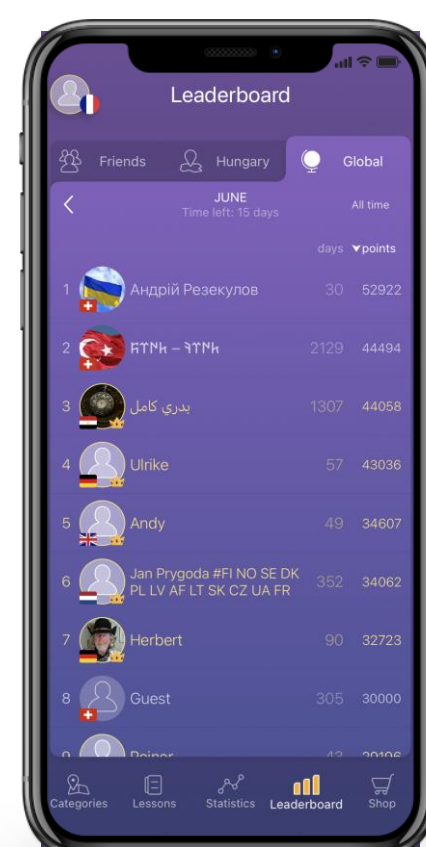 Leaderboard
Friends
Hungary
Global
JUNE
Time left: 15 days
All time
days points
1 Андрій Резекулов 30 52922
2 2129 44494
3 بدري كامل 1307 44058
4 Ulrike 57 43036
5 Andy 49 34607
6 Jan Prygoda #FI NO SE DK
PL LV AF LT SK CZ UA FR 352 34062
7 Herbert 90 32723
8 Guest 305 30000
Categories
Lessons
Statistics
Leaderboard
Shop